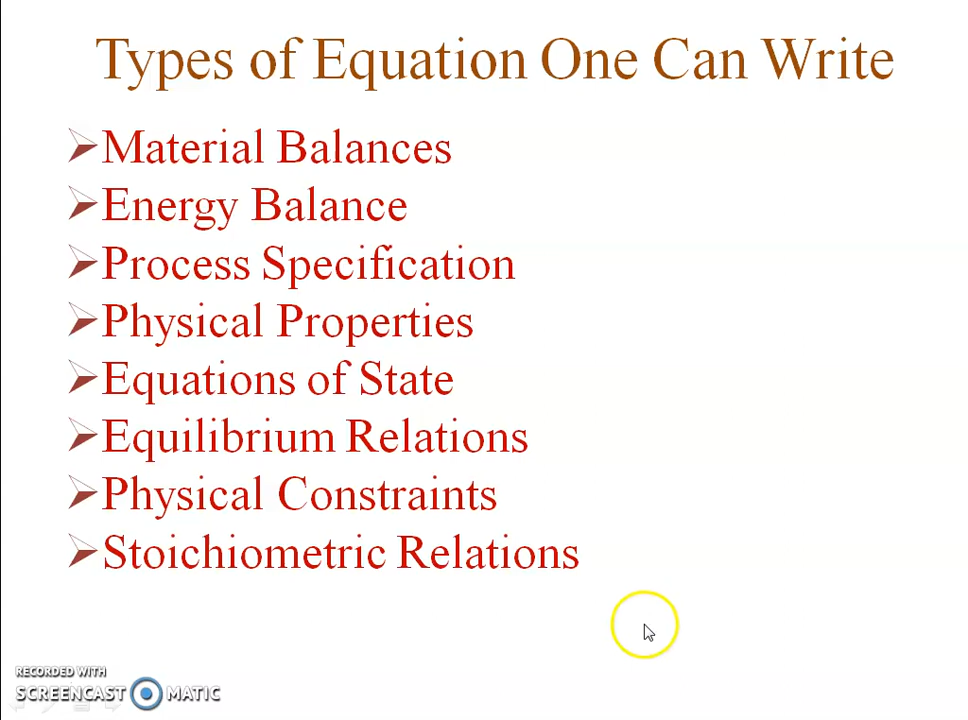 Types of Equation One Can Write
Material Balances
Energy Balance
Process Specification
Physical Properties
Equations of State
Equilibrium Relations
Physical Constraints
Stoichiometric Relations
RECORDED WITH
SCREENCAST MATIC